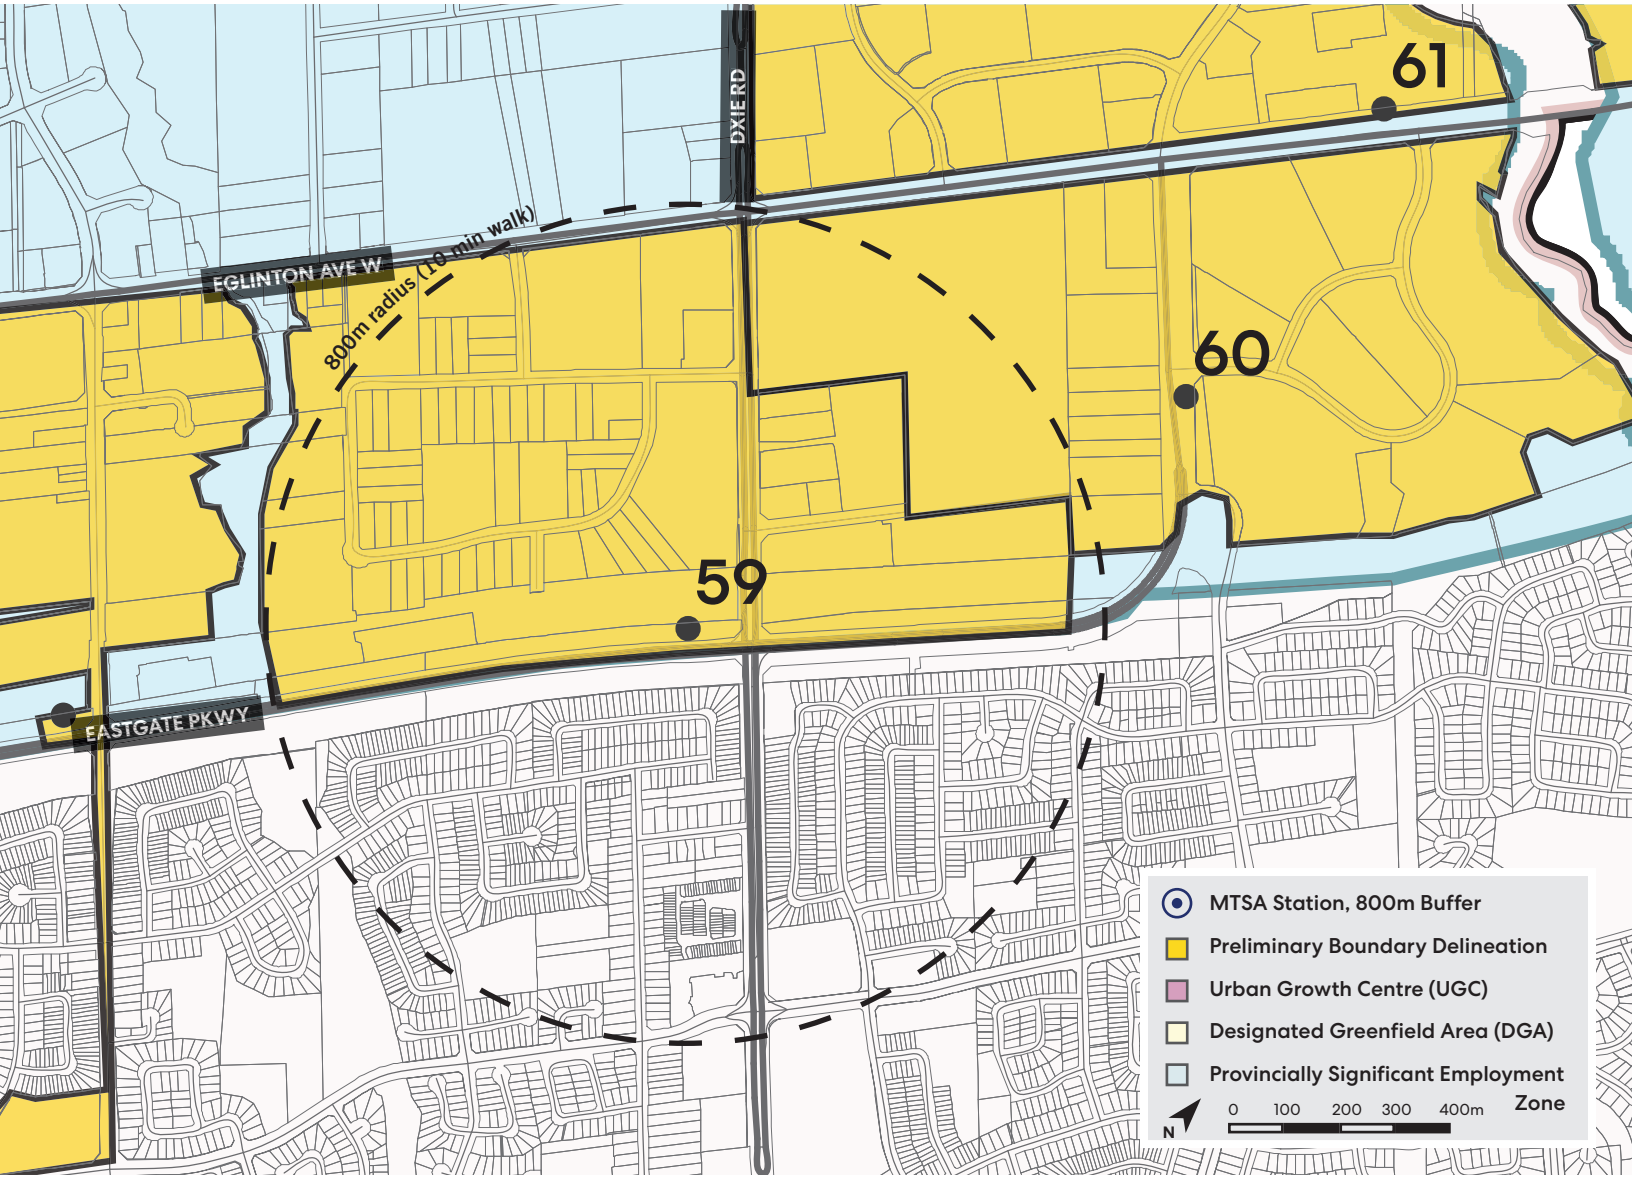 61
DIXIE RD
EGLINTON AVE W
800m radius (10 min walk)
60
59
EASTGATE PKWY
MTSA Station, 800m Buffer
Preliminary Boundary Delineation
Urban Growth Centre (UGC)
Designated Greenfield Area (DGA)
Provincially Significant Employment
Zone
N
0 100 200 300 400m